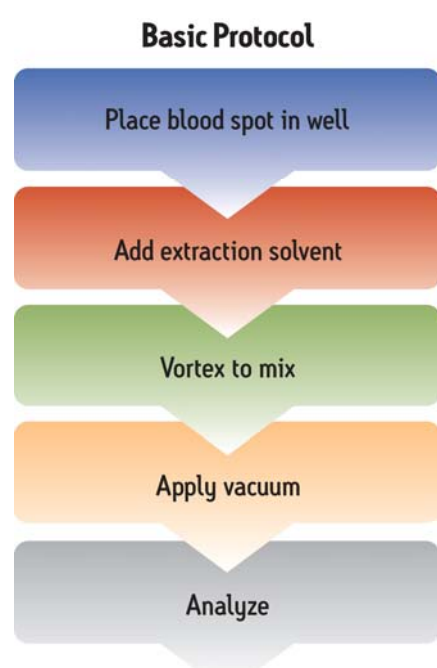 Basic Protocol
Place blood spot in well
Add extraction solvent
Vortex to mix
Apply vacuum
Analyze